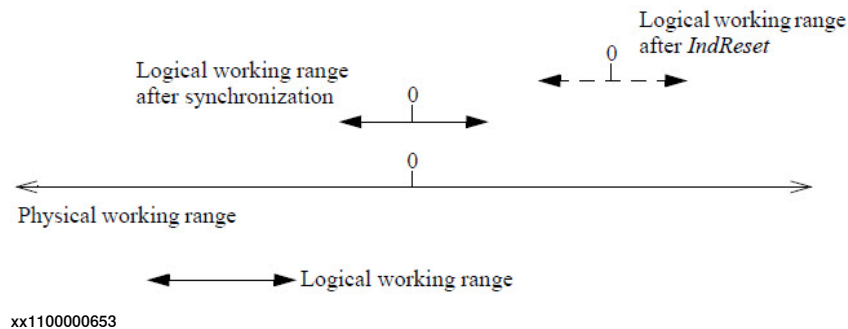 Logical working range
after IndReset
0
Logical working range
after synchronization
0
0
Physical working range
Logical working range
xx1100000653